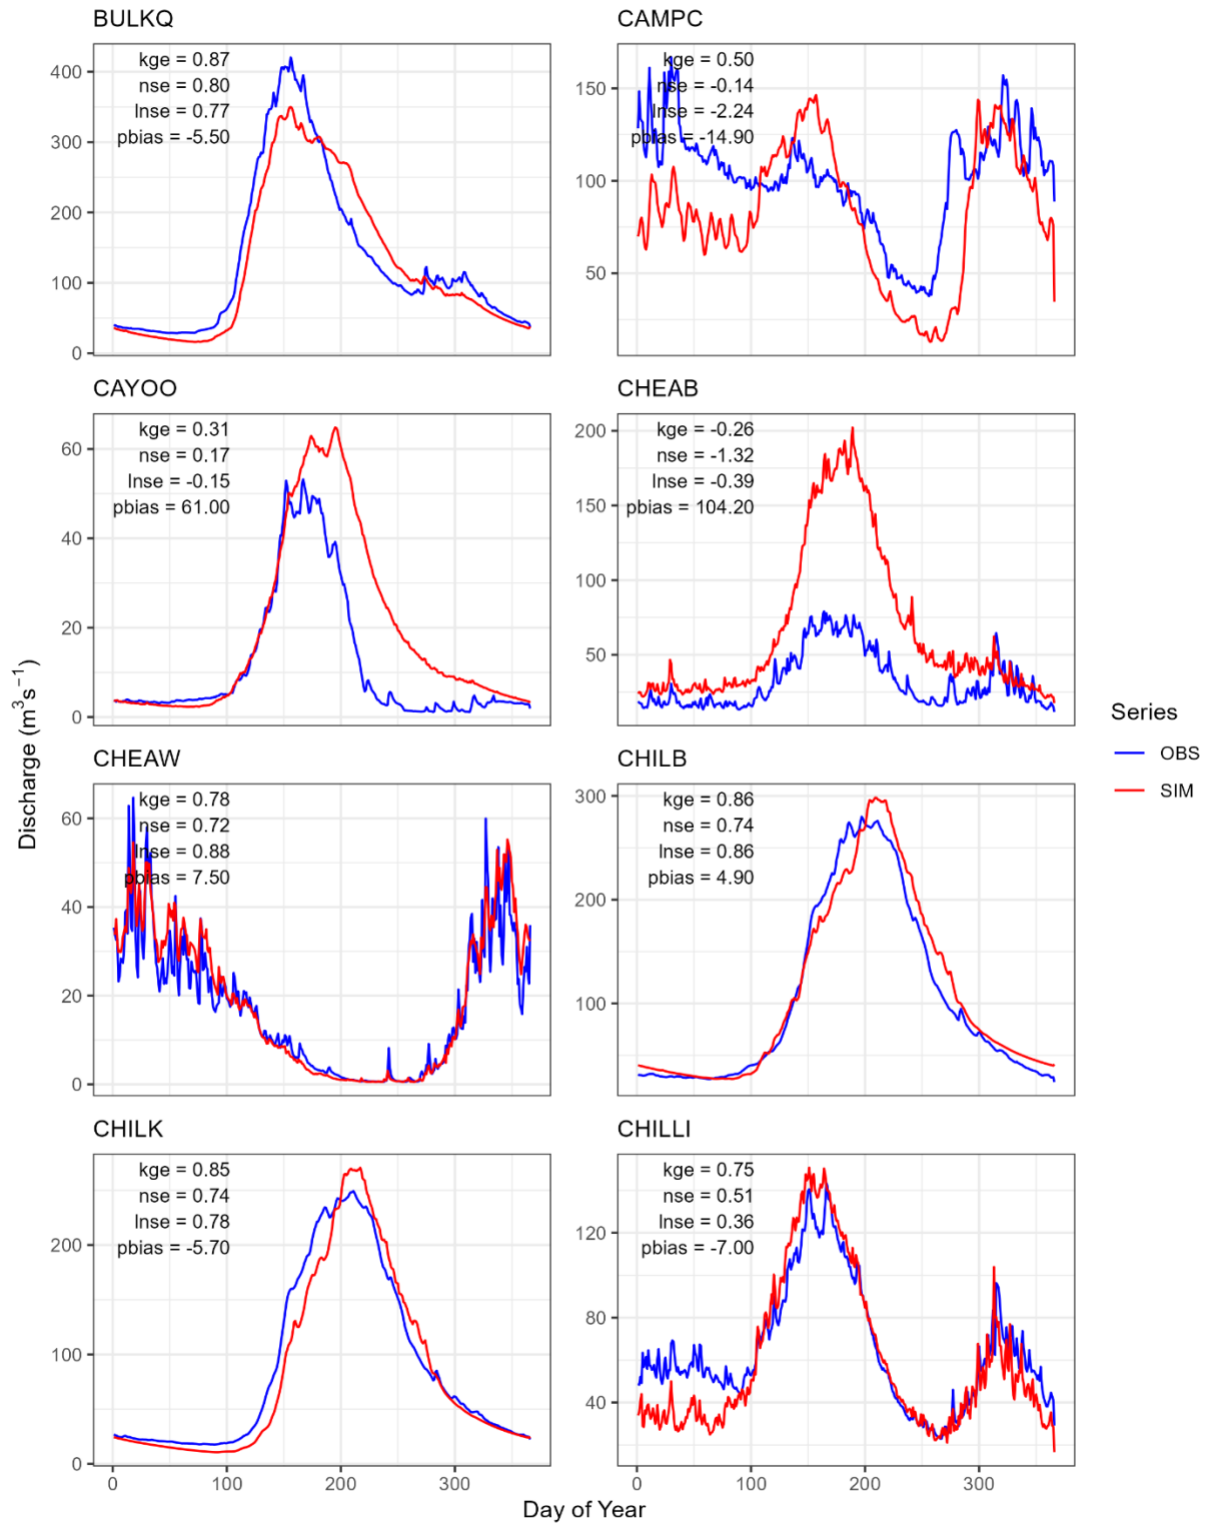 BULKQ
kge = 0.87
nse = 0.80
lnse = 0.77
pbias = -5.50
400
300
200
100
0
CAMPC
kge = 0.50
nse = -0.14
lnse = -2.24
pbias = -14.90
150
100
50
CAYOO
kge = 0.31
nse = 0.17
lnse = -0.15
pbias = 61.00
60
40
20
0
CHEAB
kge = -0.26
nse = -1.32
lnse = -0.39
pbias = 104.20
200
150
100
50
CHEAW
kge = 0.78
nse = 0.72
lnse = 0.88
pbias = 7.50
60
40
20
0
CHILB
kge = 0.86
nse = 0.74
lnse = 0.86
pbias = 4.90
300
200
100
CHILK
kge = 0.85
nse = 0.74
lnse = 0.78
pbias = -5.70
200
100
0
0 100 200 300
CHILLI
kge = 0.75
nse = 0.51
lnse = 0.36
pbias = -7.00
120
80
40
0 100 200 300
Discharge (m³s⁻¹)
Day of Year
Series
OBS
SIM